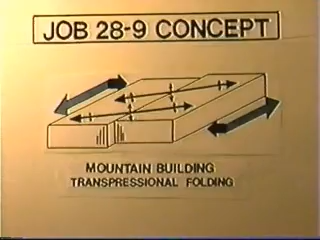 JOB 28-9 CONCEPT
MOUNTAIN BUILDING
TRANSPRESSIONAL FOLDING